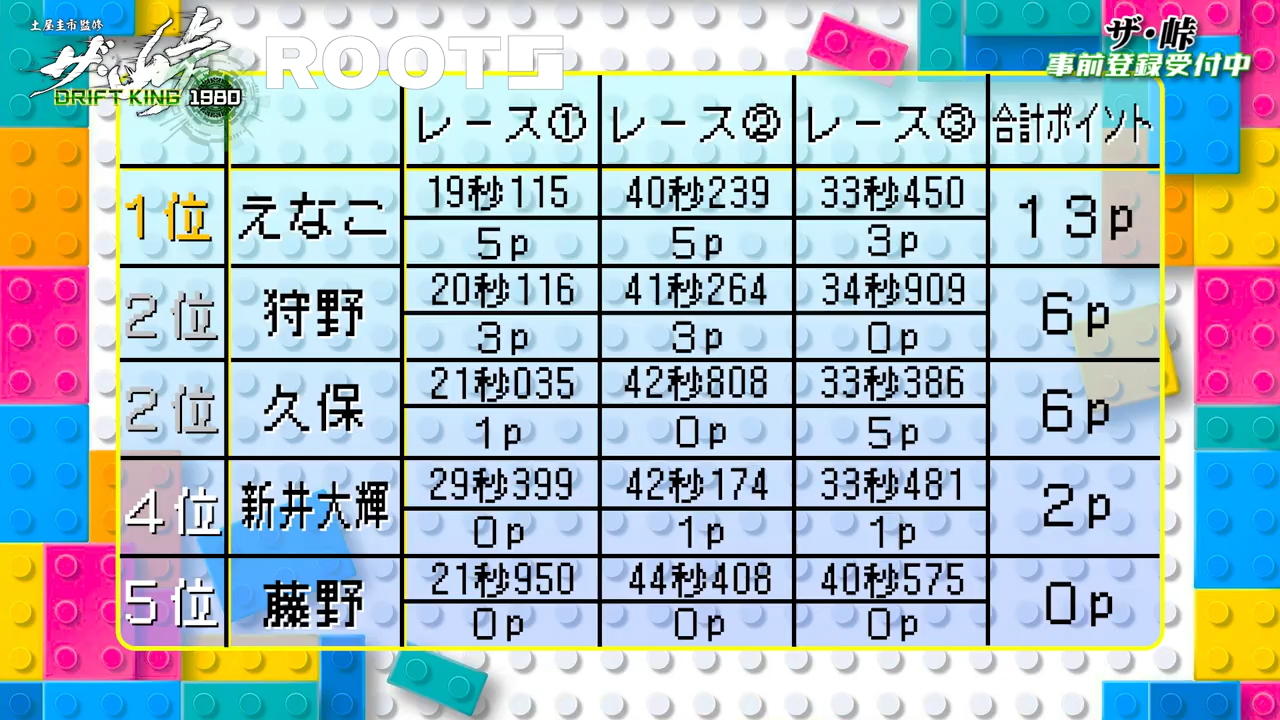 土屋圭市監修
ザ・峠
DRIFT KING 1980
ROOT5
ザ・峠
事前登録受付中
レース① レース② レース③ 合計ポイント
1位 えなこ 19秒115 40秒239 33秒450 13p
5p 5p 3p
2位 狩野 20秒116 41秒264 34秒909 6p
3p 3p 0p
2位 久保 21秒035 42秒808 33秒386 6p
1p 0p 5p
4位 新井大輝 29秒399 42秒174 33秒481 2p
0p 1p 1p
5位 藤野 21秒950 44秒408 40秒575 0p
0p 0p 0p